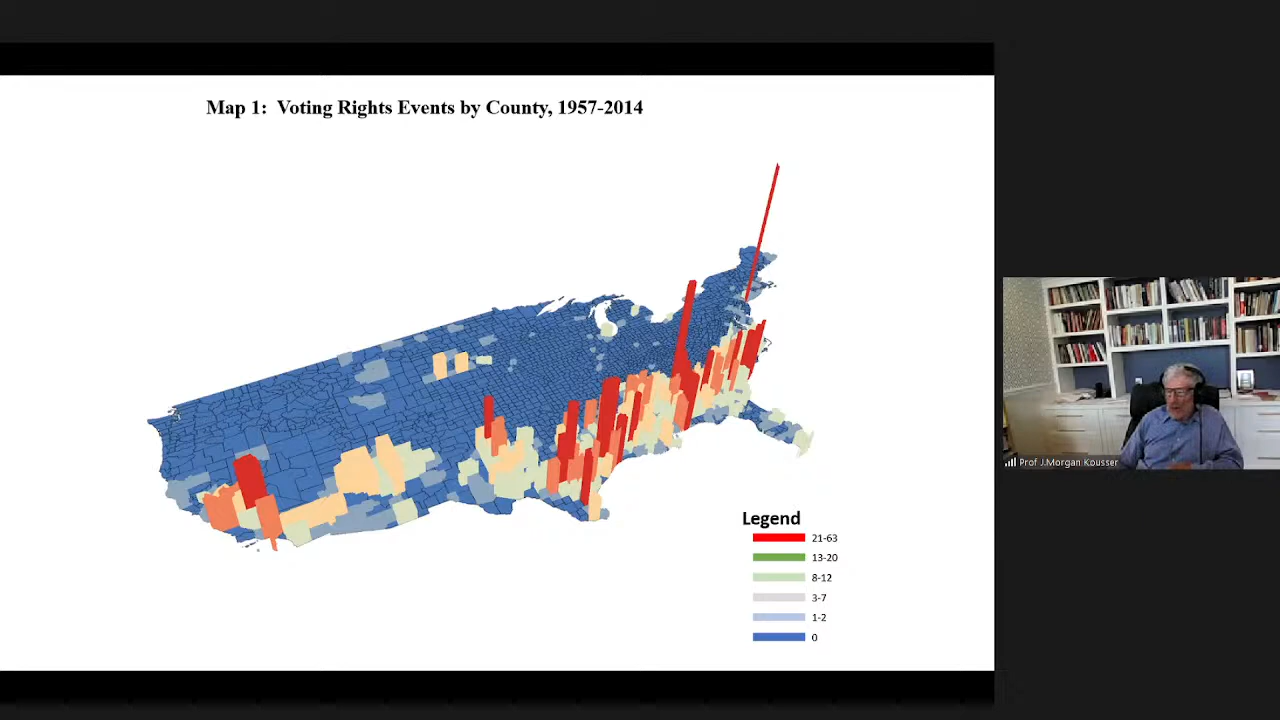 Map 1: Voting Rights Events by County, 1957-2014
Legend
21-63
13-20
8-12
3-7
1-2
0
Prof J.Morgan Kousser